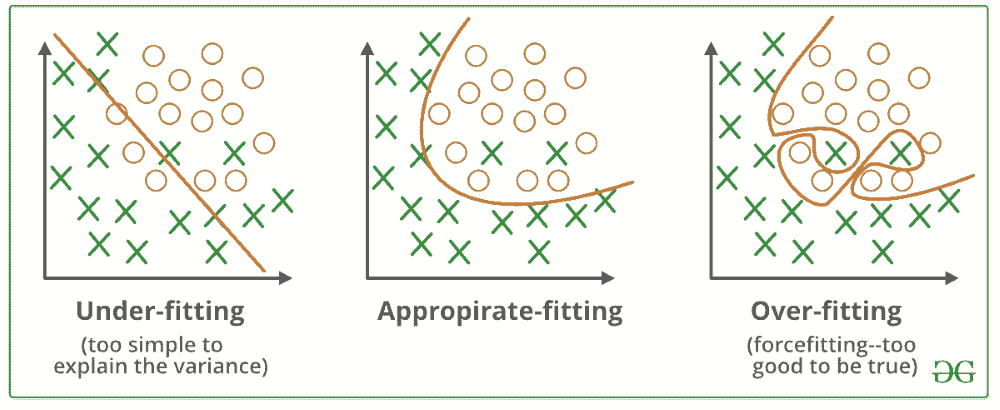 Under-fitting
(too simple to
explain the variance)
Appropirate-fitting
Over-fitting
(forcefitting--too
good to be true)